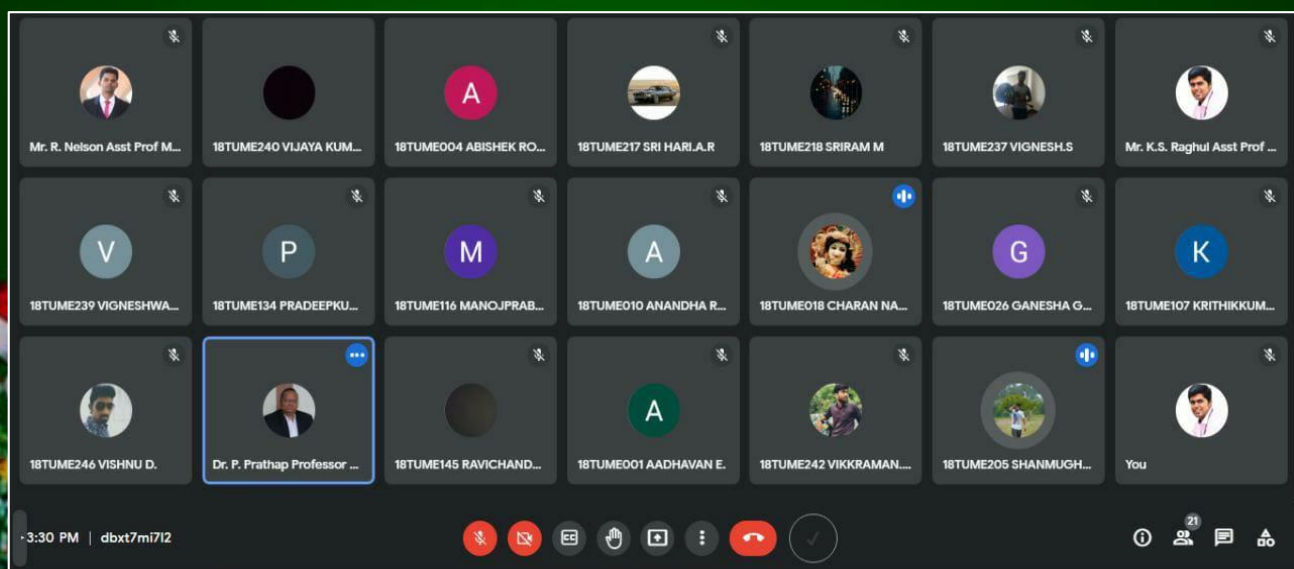 Mr. R. Nelson Asst Prof M...
18TUME240 VIJAYA KUM...
A
18TUME004 ABISHEK RO...
18TUME217 SRI HARI.A.R
18TUME218 SRIRAM M
18TUME237 VIGNESH.S
Mr. K.S. Raghul Asst Prof ...
V
18TUME239 VIGNESHWA...
P
18TUME134 PRADEEPKU...
M
18TUME116 MANOJPRAB...
A
18TUME010 ANANDHA R...
18TUME018 CHARAN NA...
G
18TUME026 GANESHA G...
K
18TUME107 KRITHIKKUM...
18TUME246 VISHNU D.
Dr. P. Prathap Professor ...
18TUME145 RAVICHAND...
A
18TUME001 AADHAVAN E.
18TUME242 VIKKRAMAN....
18TUME205 SHANMUGH...
You
3:30 PM | dbxt7mi7l2
CC
21